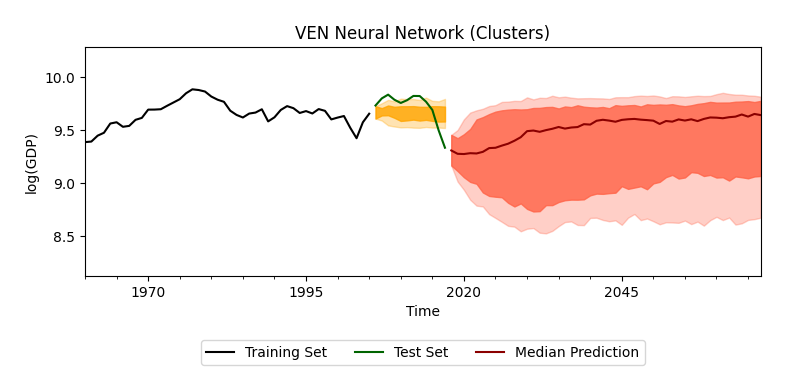 VEN Neural Network (Clusters)
log(GDP)
10.0
9.5
9.0
8.5
1970 1995 2020 2045
Time
Training Set Test Set Median Prediction